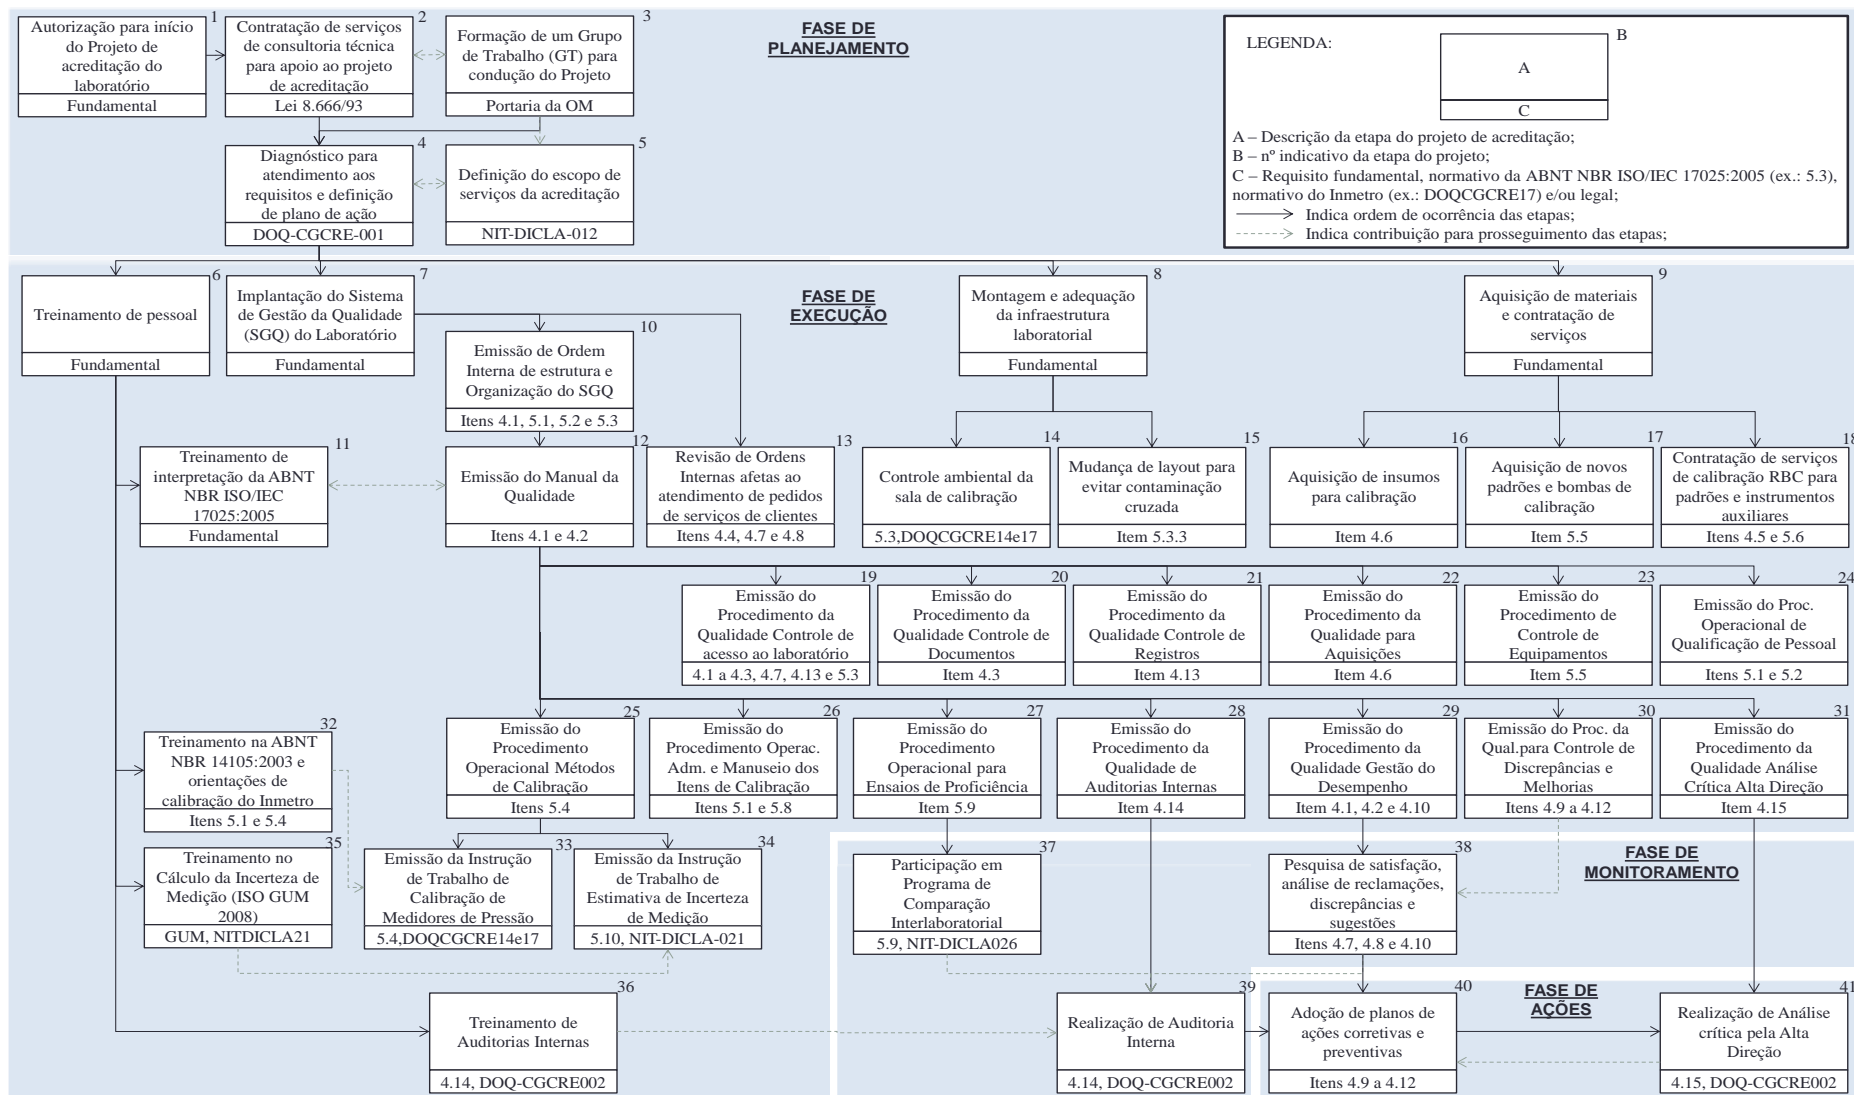 1
Autorização para início
do Projeto de
acreditação do
laboratório
Fundamental
2
Contratação de serviços
de consultoria técnica
para apoio ao projeto
de acreditação
Lei 8.666/93
3
Formação de um Grupo
de Trabalho (GT) para
condução do Projeto
Portaria da OM
FASE DE
PLANEJAMENTO
LEGENDA:
B
A
C
A – Descrição da etapa do projeto de acreditação;
B – nº indicativo da etapa do projeto;
C – Requisito fundamental, normativo da ABNT NBR ISO/IEC 17025:2005 (ex.: 5.3),
normativo do Inmetro (ex.: DOQCGCRE17) e/ou legal;
Indica ordem de ocorrência das etapas;
Indica contribuição para prosseguimento das etapas;
4
Diagnóstico para
atendimento aos
requisitos e definição
de plano de ação
DOQ-CGCRE-001
5
Definição do escopo de
serviços da acreditação
NIT-DICLA-012
6
Treinamento de pessoal
Fundamental
7
Implantação do Sistema
de Gestão da Qualidade
(SGQ) do Laboratório
Fundamental
FASE DE
EXECUÇÃO
8
Montagem e adequação
da infraestrutura
laboratorial
Fundamental
9
Aquisição de materiais
e contratação de
serviços
Fundamental
10
Emissão de Ordem
Interna de estrutura e
Organização do SGQ
Itens 4.1, 5.1, 5.2 e 5.3
11
Treinamento de
interpretação da ABNT
NBR ISO/IEC
17025:2005
Fundamental
12
Emissão do Manual da
Qualidade
Itens 4.1 e 4.2
13
Revisão de Ordens
Internas afetas ao
atendimento de pedidos
de serviços de clientes
Itens 4.4, 4.7 e 4.8
14
Controle ambiental da
sala de calibração
5.3,DOQCGCRE14e17
15
Mudança de layout para
evitar contaminação
cruzada
Item 5.3.3
16
Aquisição de insumos
para calibração
Item 4.6
17
Aquisição de novos
padrões e bombas de
calibração
Item 5.5
18
Contratação de serviços
de calibração RBC para
padrões e instrumentos
auxiliares
Itens 4.5 e 5.6
19
Emissão do
Procedimento da
Qualidade Controle de
acesso ao laboratório
4.1 a 4.3, 4.7, 4.13 e 5.3
20
Emissão do
Procedimento da
Qualidade Controle de
Documentos
Item 4.3
21
Emissão do
Procedimento da
Qualidade Controle de
Registros
Item 4.13
22
Emissão do
Procedimento da
Qualidade para
Aquisições
Item 4.6
23
Emissão do
Procedimento de
Controle de
Equipamentos
Item 5.5
24
Emissão do Proc.
Operacional de
Qualificação de Pessoal
Itens 5.1 e 5.2
25
Emissão do
Procedimento
Operacional Métodos
de Calibração
Itens 5.4
26
Emissão do
Procedimento Operac.
Adm. e Manuseio dos
Itens de Calibração
Itens 5.1 e 5.8
27
Emissão do
Procedimento
Operacional para
Ensaios de Proficiência
Item 5.9
28
Emissão do
Procedimento da
Qualidade de
Auditorias Internas
Item 4.14
29
Emissão do
Procedimento da
Qualidade Gestão do
Desempenho
Item 4.1, 4.2 e 4.10
30
Emissão do Proc. da
Qual.para Controle de
Discrepâncias e
Melhorias
Itens 4.9 a 4.12
31
Emissão do
Procedimento da
Qualidade Análise
Crítica Alta Direção
Item 4.15
32
Treinamento na ABNT
NBR 14105:2003 e
orientações de
calibração do Inmetro
Itens 5.1 e 5.4
33
Emissão da Instrução
de Trabalho de
Calibração de
Medidores de Pressão
5.4,DOQCGCRE14e17
34
Emissão da Instrução
de Trabalho de
Estimativa de Incerteza
de Medição
5.10, NIT-DICLA-021
35
Treinamento no
Cálculo da Incerteza de
Medição (ISO GUM
2008)
GUM, NITDICLA21
37
Participação em
Programa de
Comparação
Interlaboratorial
5.9, NIT-DICLA026
38
Pesquisa de satisfação,
análise de reclamações,
discrepâncias e
sugestões
Itens 4.7, 4.8 e 4.10
FASE DE
MONITORAMENTO
36
Treinamento de
Auditorias Internas
4.14, DOQ-CGCRE002
39
Realização de Auditoria
Interna
4.14, DOQ-CGCRE002
40
Adoção de planos de
ações corretivas e
preventivas
Itens 4.9 a 4.12
FASE DE
AÇÕES
41
Realização de Análise
crítica pela Alta
Direção
4.15, DOQ-CGCRE002